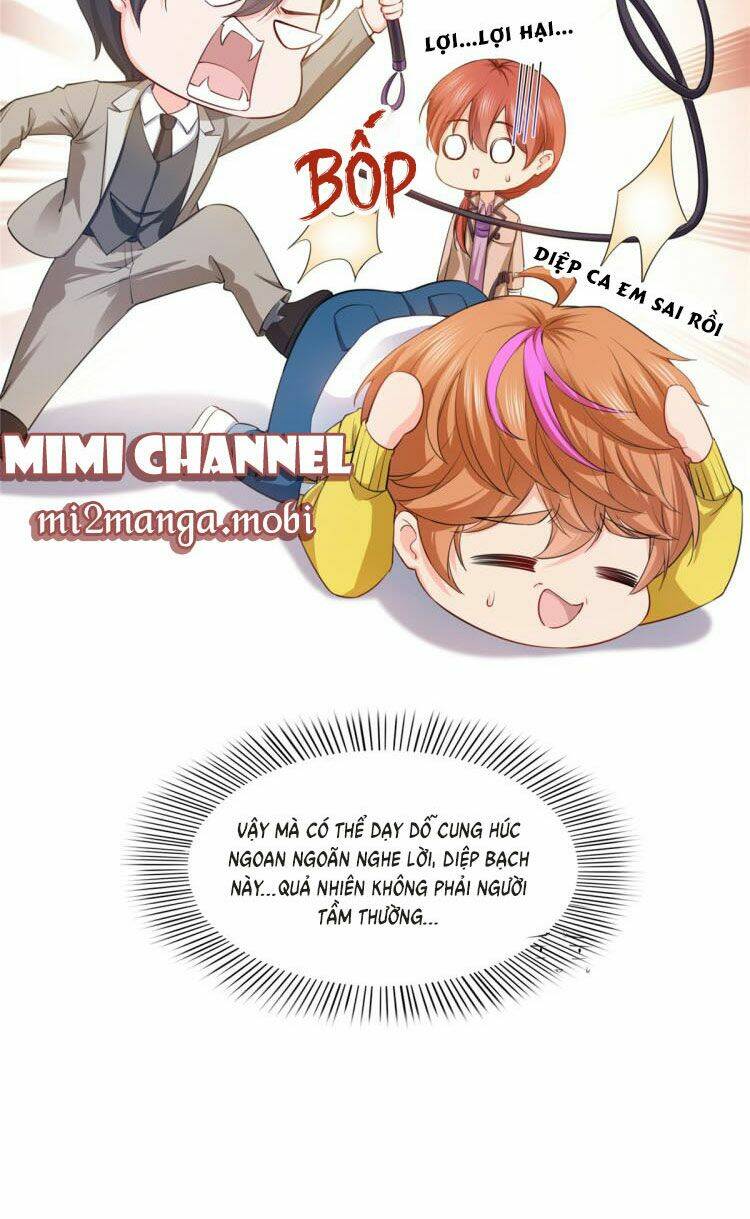 LỢI...LỢI HẠI...
BỐP
DIỆP CA EM SAI RỒI
MIMI CHANNEL
mi2manga.mobi
VẬY MÀ CÓ THỂ DẠY DỖ CUNG HÚC
NGOAN NGOÃN NGHE LỜI, DIỆP BẠCH
NÀY...QUẢ NHIÊN KHÔNG PHẢI NGƯỜI
TẦM THƯỜNG...